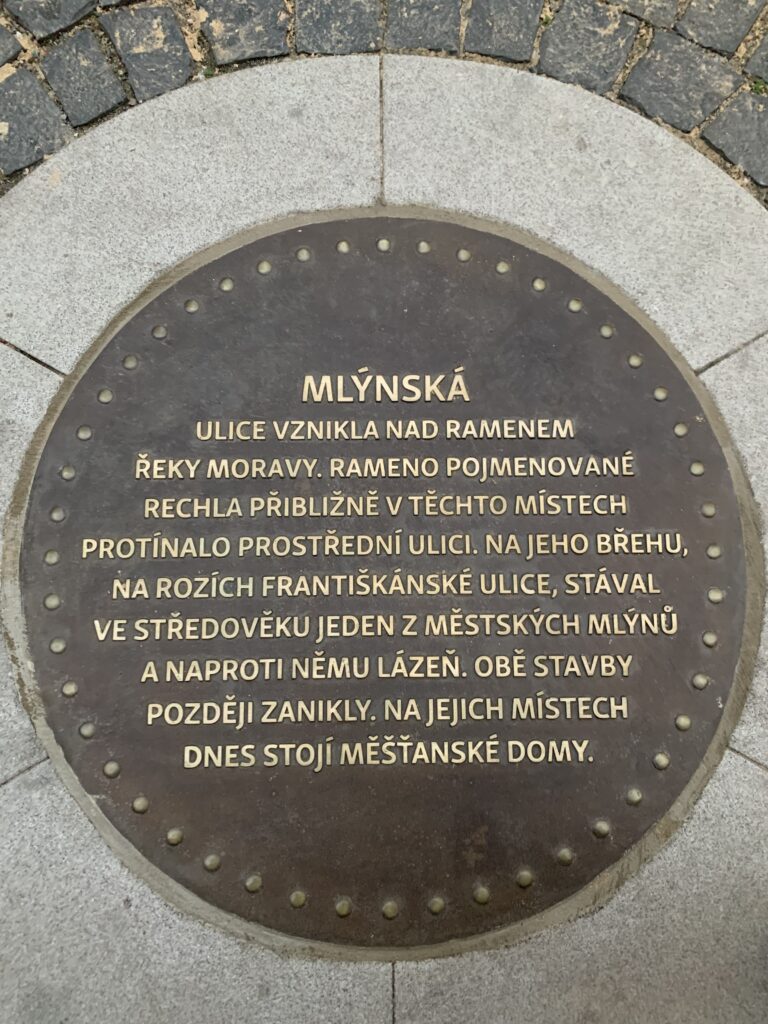 MLÝNSKÁ
ULICE VZNIKLA NAD RAMENEM
ŘEKY MORAVY. RAMENO POJMENOVANÉ
RECHLA PŘIBLIŽNĚ V TĚCHTO MÍSTECH
PROTÍNALO PROSTŘEDNÍ ULICI. NA JEHO BŘEHU,
NA ROZÍCH FRANTIŠKÁNSKÉ ULICE, STÁVAL
VE STŘEDOVĚKU JEDEN Z MĚSTSKÝCH MLÝNŮ
A NAPROTI NĚMU LÁZEŇ. OBĚ STAVBY
POZDĚJI ZANIKLY. NA JEJICH MÍSTECH
DNES STOJÍ MĚŠŤANSKÉ DOMY.